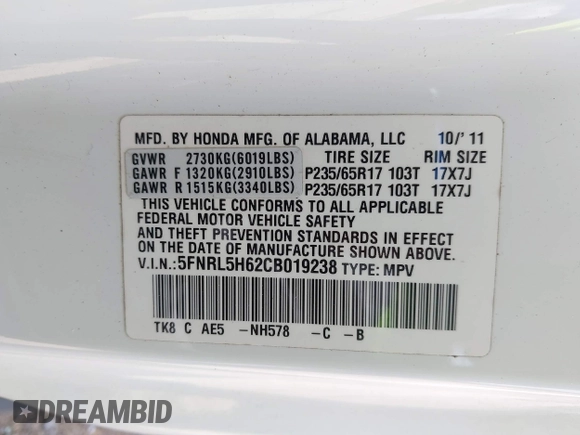 MFD. BY HONDA MFG. OF ALABAMA, LLC 10/'11
GVWR 2730KG(6019LBS) TIRE SIZE RIM SIZE
GAWR F 1320KG(2910LBS) P235/65R17 103T 17X7J
GAWR R 1515KG(3340LBS) P235/65R17 103T 17X7J
THIS VEHICLE CONFORMS TO ALL APPLICABLE
FEDERAL MOTOR VEHICLE SAFETY
AND THEFT PREVENTION STANDARDS IN EFFECT
ON THE DATE OF MANUFACTURE SHOWN ABOVE.
V.I.N.:5FNRL5H62CB019238 TYPE: MPV
TK8 C AE5 -NH578 -C -B
DREAMBID